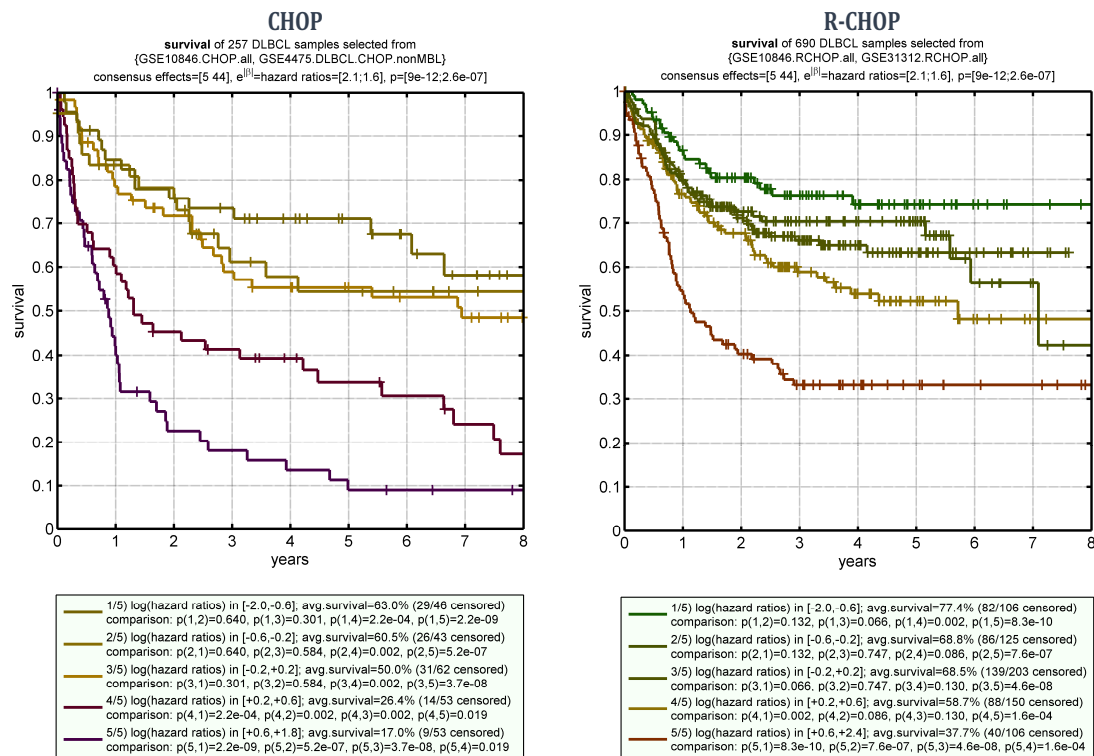 CHOP
survival of 257 DLBCL samples selected from
{GSE10846.CHOP.all, GSE4475.DLBCL.CHOP.nonMBL}
consensus effects=[5 44], e^|β|=hazard ratios=[2.1;1.6], p=[9e-12;2.6e-07]
1
0.9
0.8
0.7
0.6
0.5
0.4
0.3
0.2
0.1
0
survival
0 1 2 3 4 5 6 7 8
years
1/5) log(hazard ratios) in [-2.0,-0.6]; avg.survival=63.0% (29/46 censored)
comparison: p(1,2)=0.640, p(1,3)=0.301, p(1,4)=2.2e-04, p(1,5)=2.2e-09
2/5) log(hazard ratios) in [-0.6,-0.2]; avg.survival=60.5% (26/43 censored)
comparison: p(2,1)=0.640, p(2,3)=0.584, p(2,4)=0.002, p(2,5)=5.2e-07
3/5) log(hazard ratios) in [-0.2,+0.2]; avg.survival=50.0% (31/62 censored)
comparison: p(3,1)=0.301, p(3,2)=0.584, p(3,4)=0.002, p(3,5)=3.7e-08
4/5) log(hazard ratios) in [+0.2,+0.6]; avg.survival=26.4% (14/53 censored)
comparison: p(4,1)=2.2e-04, p(4,2)=0.002, p(4,3)=0.002, p(4,5)=0.019
5/5) log(hazard ratios) in [+0.6,+1.8]; avg.survival=17.0% (9/53 censored)
comparison: p(5,1)=2.2e-09, p(5,2)=5.2e-07, p(5,3)=3.7e-08, p(5,4)=0.019
R-CHOP
survival of 690 DLBCL samples selected from
{GSE10846.RCHOP.all, GSE31312.RCHOP.all}
consensus effects=[5 44], e^|β|=hazard ratios=[2.1;1.6], p=[9e-12;2.6e-07]
1
0.9
0.8
0.7
0.6
0.5
0.4
0.3
0.2
0.1
0
survival
0 1 2 3 4 5 6 7 8
years
1/5) log(hazard ratios) in [-2.0,-0.6]; avg.survival=77.4% (82/106 censored)
comparison: p(1,2)=0.132, p(1,3)=0.066, p(1,4)=0.002, p(1,5)=8.3e-10
2/5) log(hazard ratios) in [-0.6,-0.2]; avg.survival=68.8% (86/125 censored)
comparison: p(2,1)=0.132, p(2,3)=0.747, p(2,4)=0.086, p(2,5)=7.6e-07
3/5) log(hazard ratios) in [-0.2,+0.2]; avg.survival=68.5% (139/203 censored)
comparison: p(3,1)=0.066, p(3,2)=0.747, p(3,4)=0.130, p(3,5)=4.6e-08
4/5) log(hazard ratios) in [+0.2,+0.6]; avg.survival=58.7% (88/150 censored)
comparison: p(4,1)=0.002, p(4,2)=0.086, p(4,3)=0.130, p(4,5)=1.6e-04
5/5) log(hazard ratios) in [+0.6,+2.4]; avg.survival=37.7% (40/106 censored)
comparison: p(5,1)=8.3e-10, p(5,2)=7.6e-07, p(5,3)=4.6e-08, p(5,4)=1.6e-04